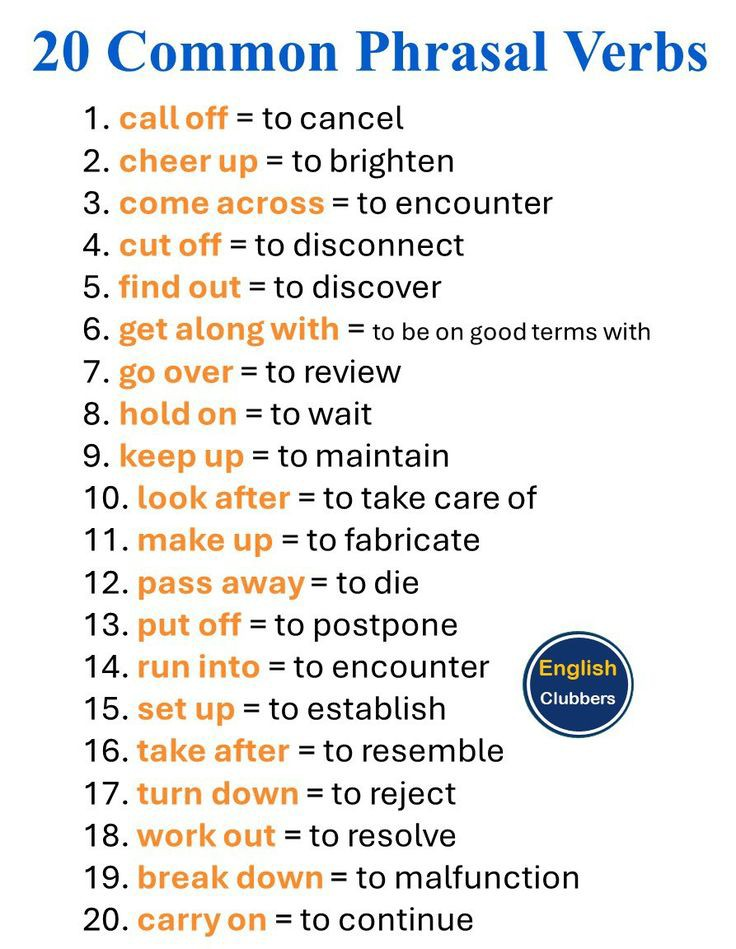 20 Common Phrasal Verbs
1. call off = to cancel
2. cheer up = to brighten
3. come across = to encounter
4. cut off = to disconnect
5. find out = to discover
6. get along with = to be on good terms with
7. go over = to review
8. hold on = to wait
9. keep up = to maintain
10. look after = to take care of
11. make up = to fabricate
12. pass away = to die
13. put off = to postpone
14. run into = to encounter
English
Clubbers
15. set up = to establish
16. take after = to resemble
17. turn down = to reject
18. work out = to resolve
19. break down = to malfunction
20. carry on = to continue